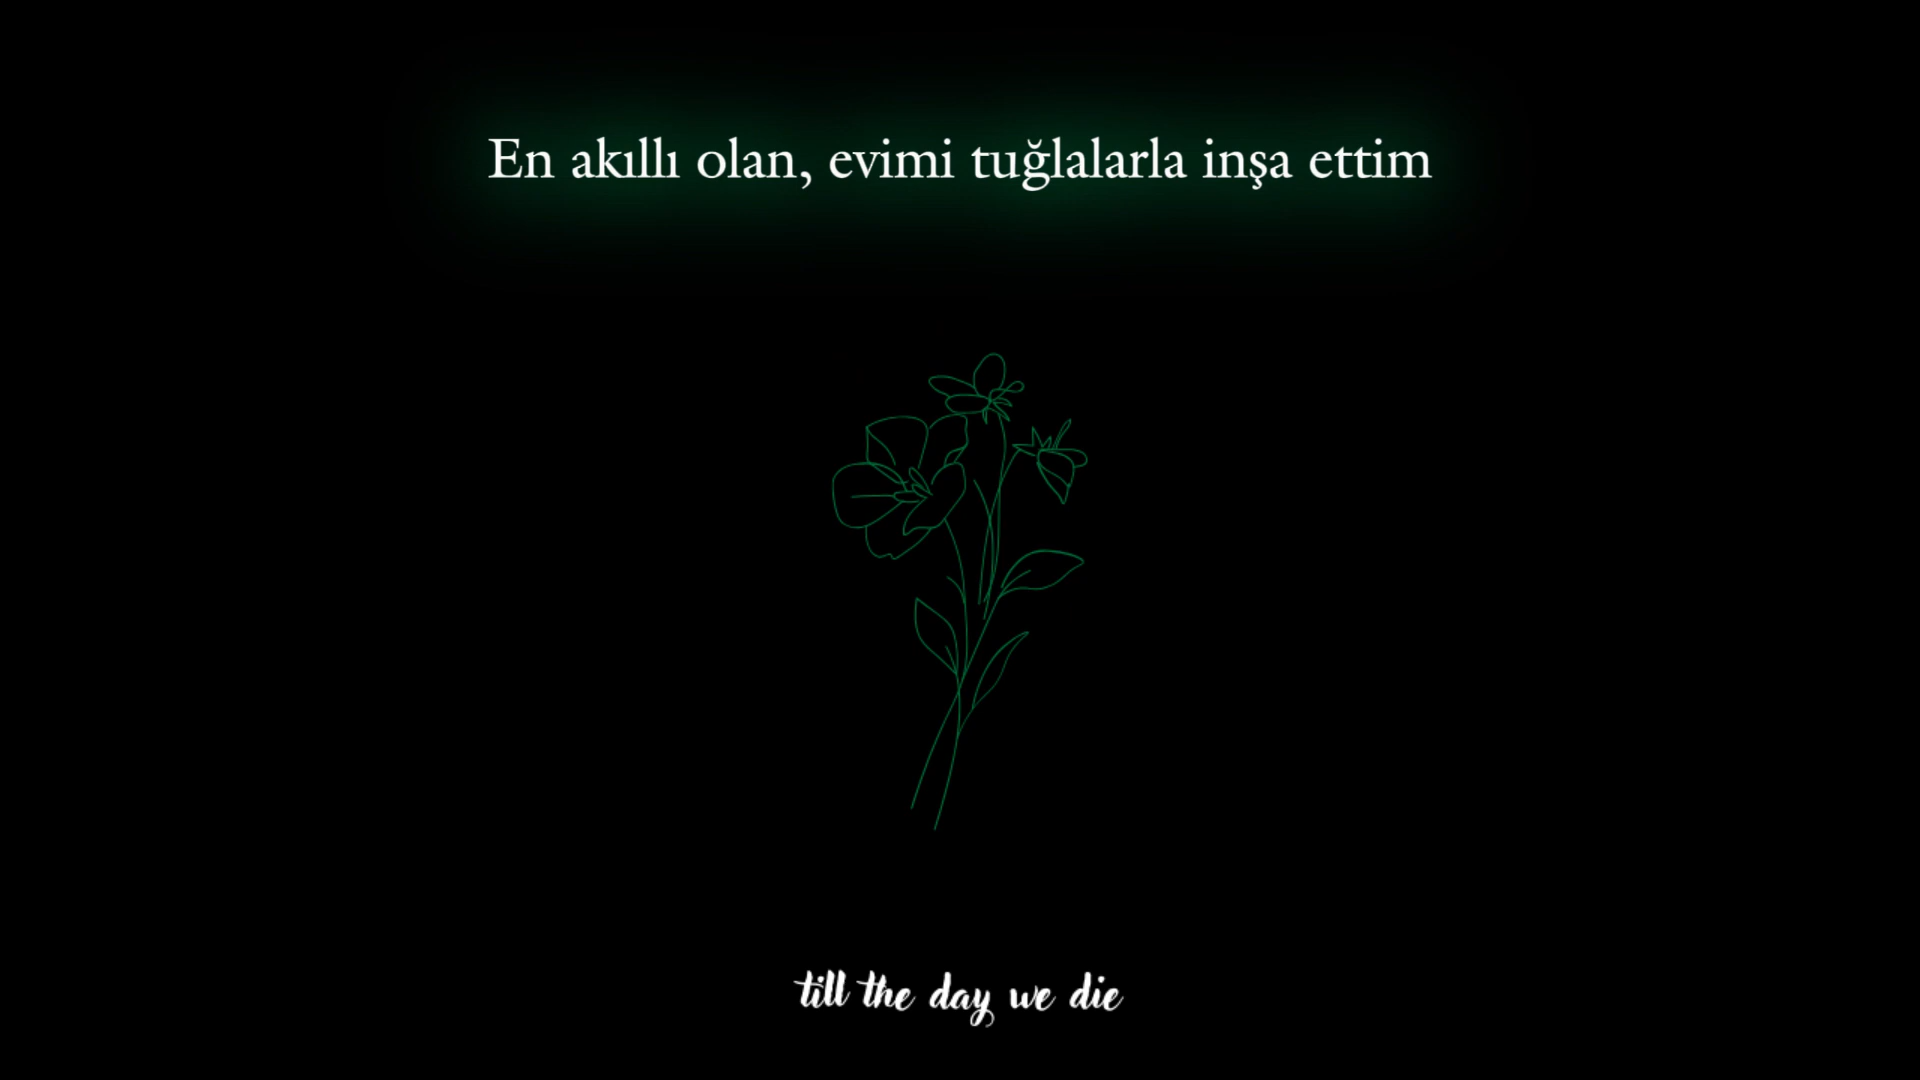 En akıllı olan, evimi tuğlalarla inşa ettim
till the day we die